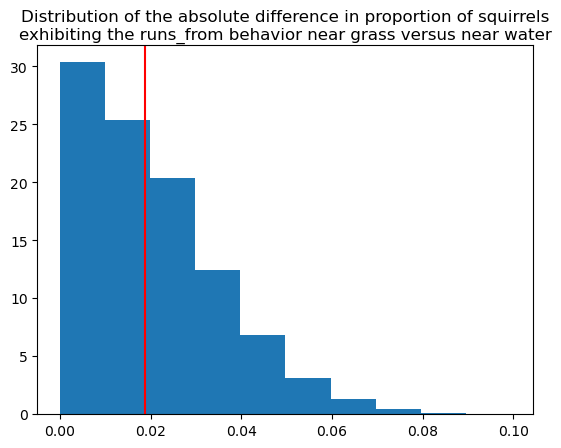 Distribution of the absolute difference in proportion of squirrels
exhibiting the runs_from behavior near grass versus near water
30
25
20
15
10
5
0
0.00 0.02 0.04 0.06 0.08 0.10